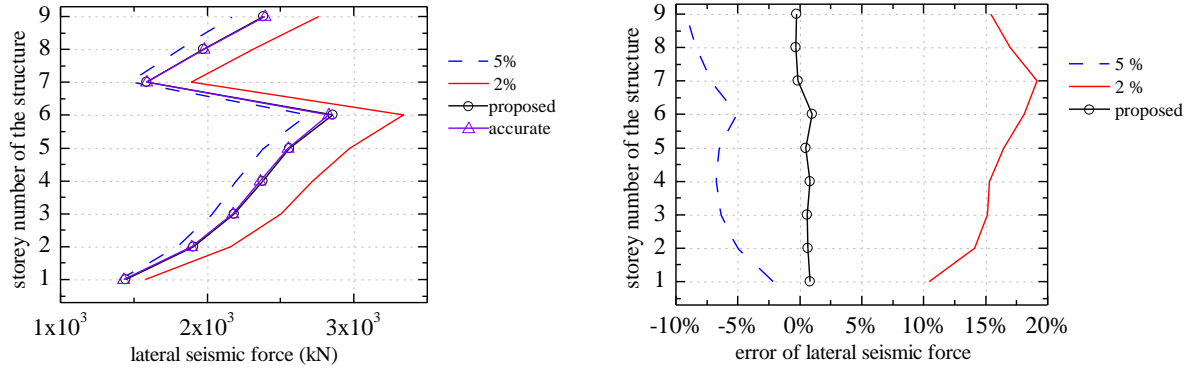 storey number of the structure
9
8
7
6
5
4
3
2
1
1x10³ 2x10³ 3x10³
lateral seismic force (kN)
5%
2%
proposed
accurate
storey number of the structure
9
8
7
6
5
4
3
2
1
-10% -5% 0% 5% 10% 15% 20%
error of lateral seismic force
5 %
2 %
proposed